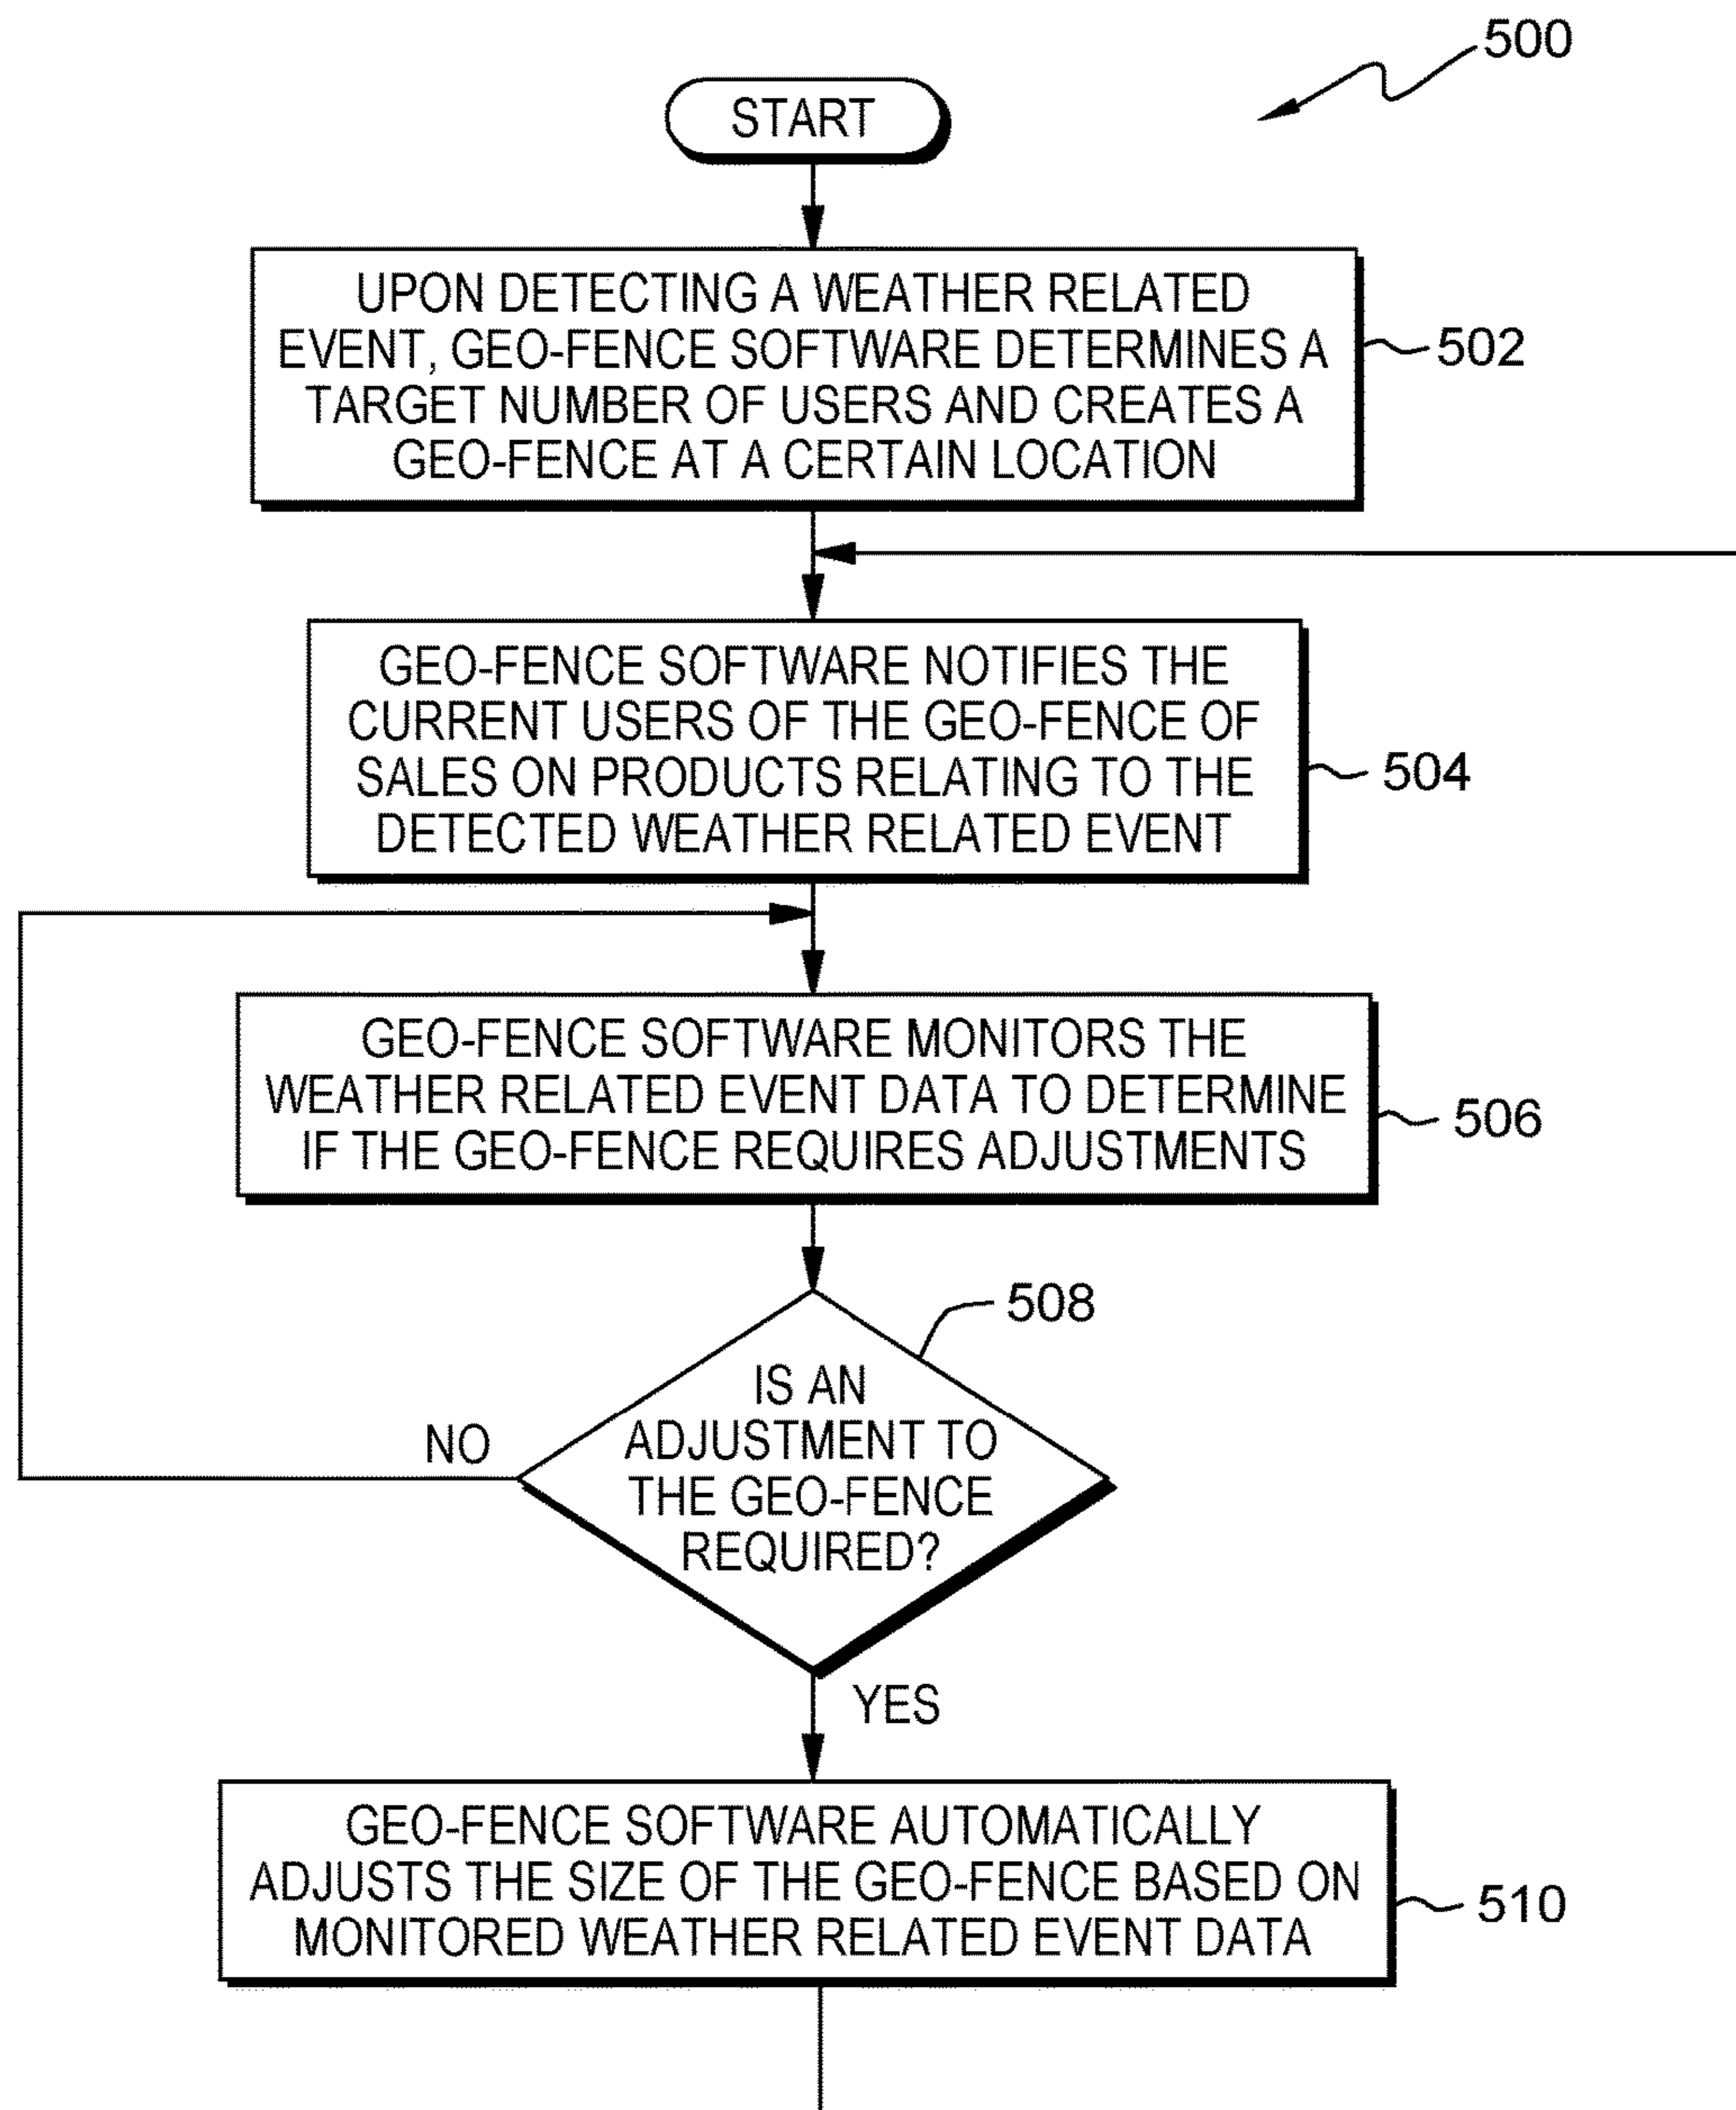 500
START
UPON DETECTING A WEATHER RELATED
EVENT, GEO-FENCE SOFTWARE DETERMINES A
TARGET NUMBER OF USERS AND CREATES A
GEO-FENCE AT A CERTAIN LOCATION
502
GEO-FENCE SOFTWARE NOTIFIES THE
CURRENT USERS OF THE GEO-FENCE OF
SALES ON PRODUCTS RELATING TO THE
DETECTED WEATHER RELATED EVENT
504
GEO-FENCE SOFTWARE MONITORS THE
WEATHER RELATED EVENT DATA TO DETERMINE
IF THE GEO-FENCE REQUIRES ADJUSTMENTS
506
508
IS AN
ADJUSTMENT TO
THE GEO-FENCE
REQUIRED?
NO
YES
GEO-FENCE SOFTWARE AUTOMATICALLY
ADJUSTS THE SIZE OF THE GEO-FENCE BASED ON
MONITORED WEATHER RELATED EVENT DATA
510